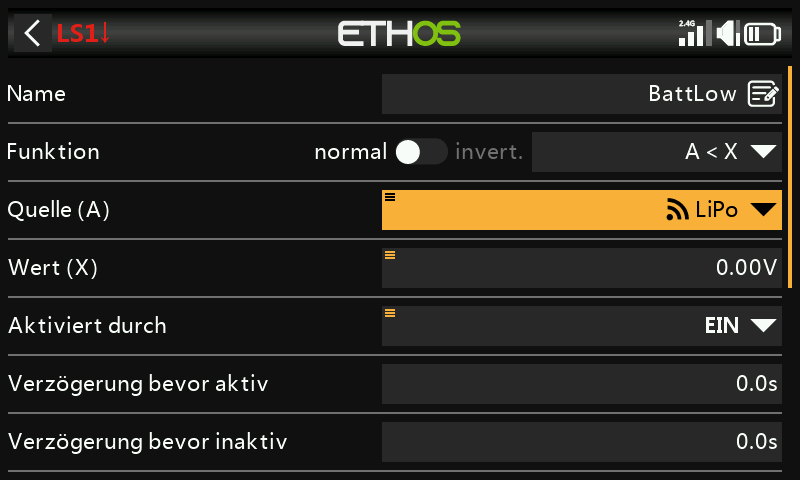 LS1↓ ETHOS 2.4G
Name BattLow
Funktion normal invert. A < X
Quelle (A) LiPo
Wert (X) 0.00V
Aktiviert durch EIN
Verzögerung bevor aktiv 0.0s
Verzögerung bevor inaktiv 0.0s